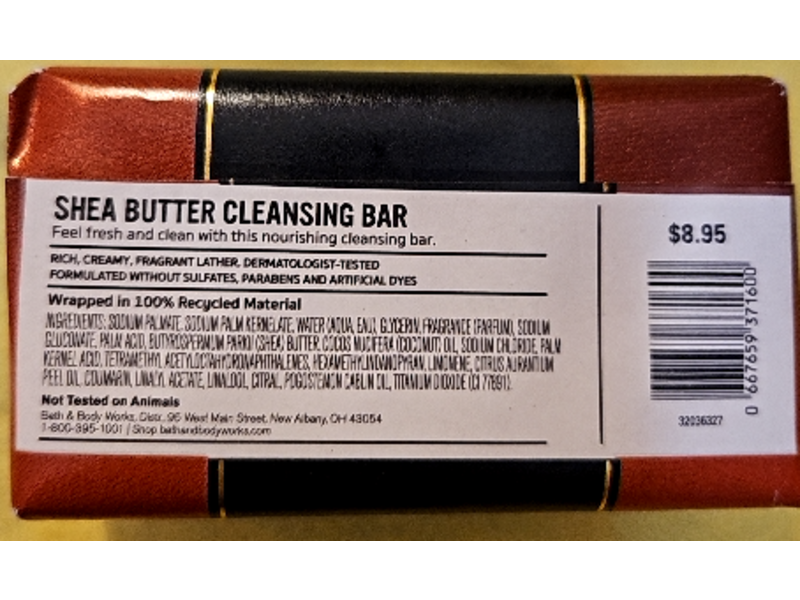 SHEA BUTTER CLEANSING BAR
Feel fresh and clean with this nourishing cleansing bar.
RICH, CREAMY, FRAGRANT LATHER. DERMATOLOGIST-TESTED
FORMULATED WITHOUT SULFATES, PARABENS AND ARTIFICIAL DYES
Wrapped in 100% Recycled Material
INGREDIENTS: SODIUM PALMATE, SODIUM PALM KERNELATE, WATER (AQUA, EAU), GLYCERIN, FRAGRANCE (PARFUM), SODIUM
GLUCONATE, PALM ACID, BUTYROSPERMUM PARKII (SHEA) BUTTER, COCOS NUCIFERA (COCONUT) OIL, SODIUM CHLORIDE, PALM
KERNEL ACID, TETRAMETHYL ACETYLOCTAHYDRONAPHTHALENES, HEXAMETHYLINDANOPYRAN, LIMONENE, CITRUS AURANTIUM
PEEL OIL, COUMARIN, LINALYL ACETATE, LINALOOL, CITRAL, POGOSTEMON CABLIN OIL, TITANIUM DIOXIDE (CI 77891).
Not Tested on Animals
Bath & Body Works, Distr. 95 West Main Street, New Albany, OH 43054
1-800-395-1001 | Shop bathandbodyworks.com
$8.95
0 667659 371600
32036327